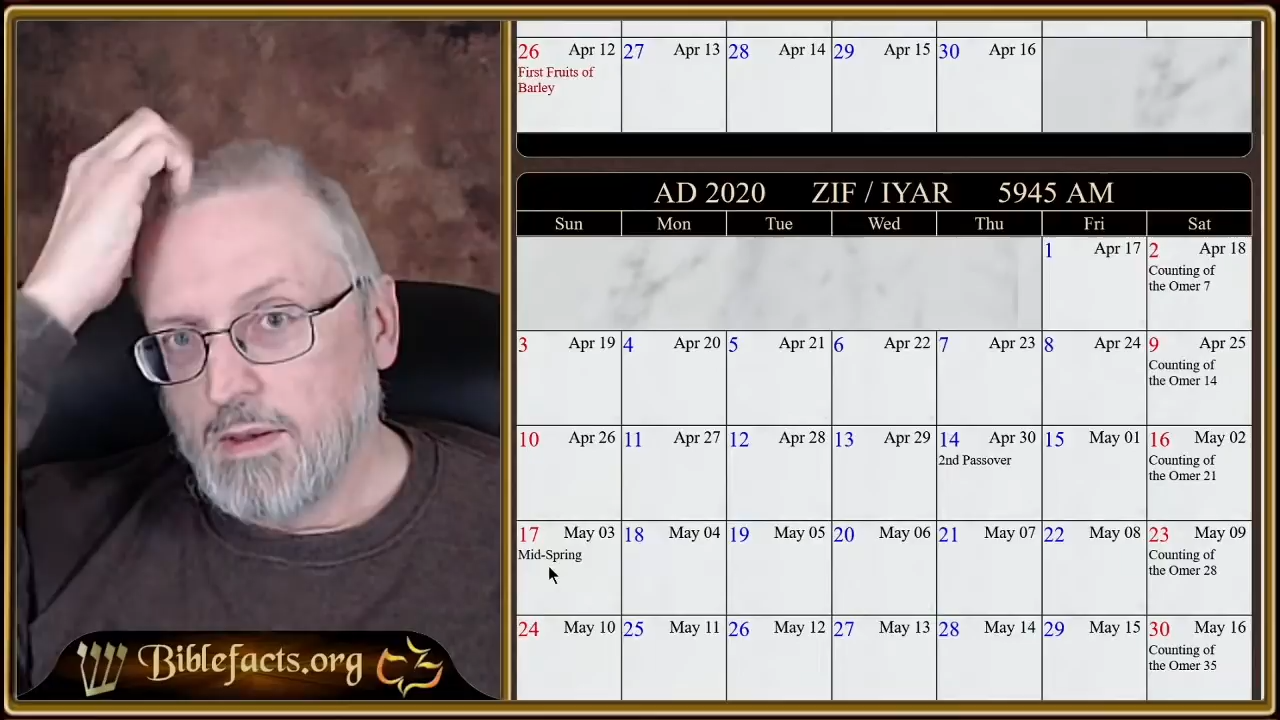 26 Apr 12 27 Apr 13 28 Apr 14 29 Apr 15 30 Apr 16
First Fruits of
Barley
AD 2020 ZIF / IYAR 5945 AM
Sun Mon Tue Wed Thu Fri Sat
1 Apr 17 2 Apr 18
Counting of
the Omer 7
3 Apr 19 4 Apr 20 5 Apr 21 6 Apr 22 7 Apr 23 8 Apr 24 9 Apr 25
Counting of
the Omer 14
10 Apr 26 11 Apr 27 12 Apr 28 13 Apr 29 14 Apr 30 15 May 01 16 May 02
2nd Passover Counting of
the Omer 21
17 May 03 18 May 04 19 May 05 20 May 06 21 May 07 22 May 08 23 May 09
Mid-Spring Counting of
the Omer 28
24 May 10 25 May 11 26 May 12 27 May 13 28 May 14 29 May 15 30 May 16
Counting of
the Omer 35
Biblefacts.org